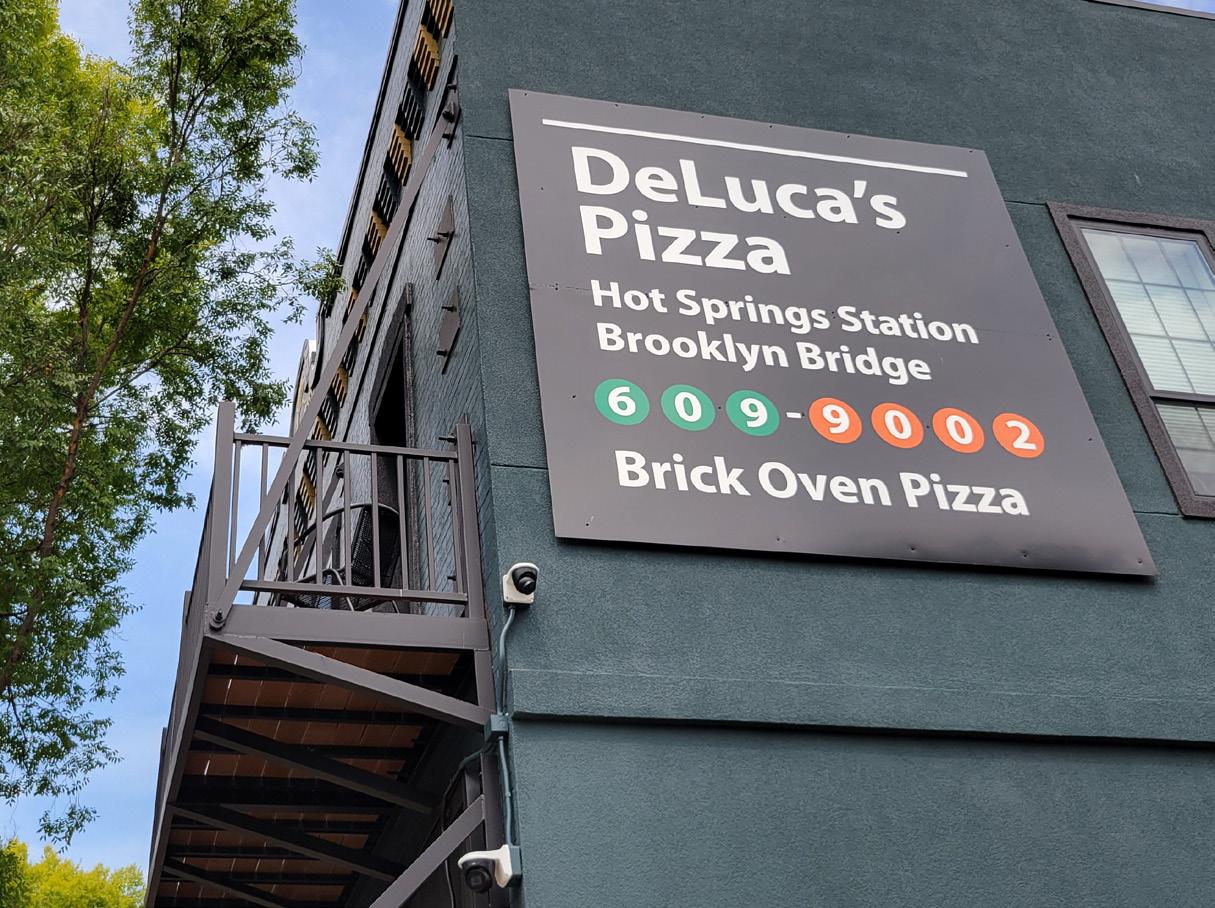 DeLuca's
Pizza
Hot Springs Station
Brooklyn Bridge
609-9002
Brick Oven Pizza